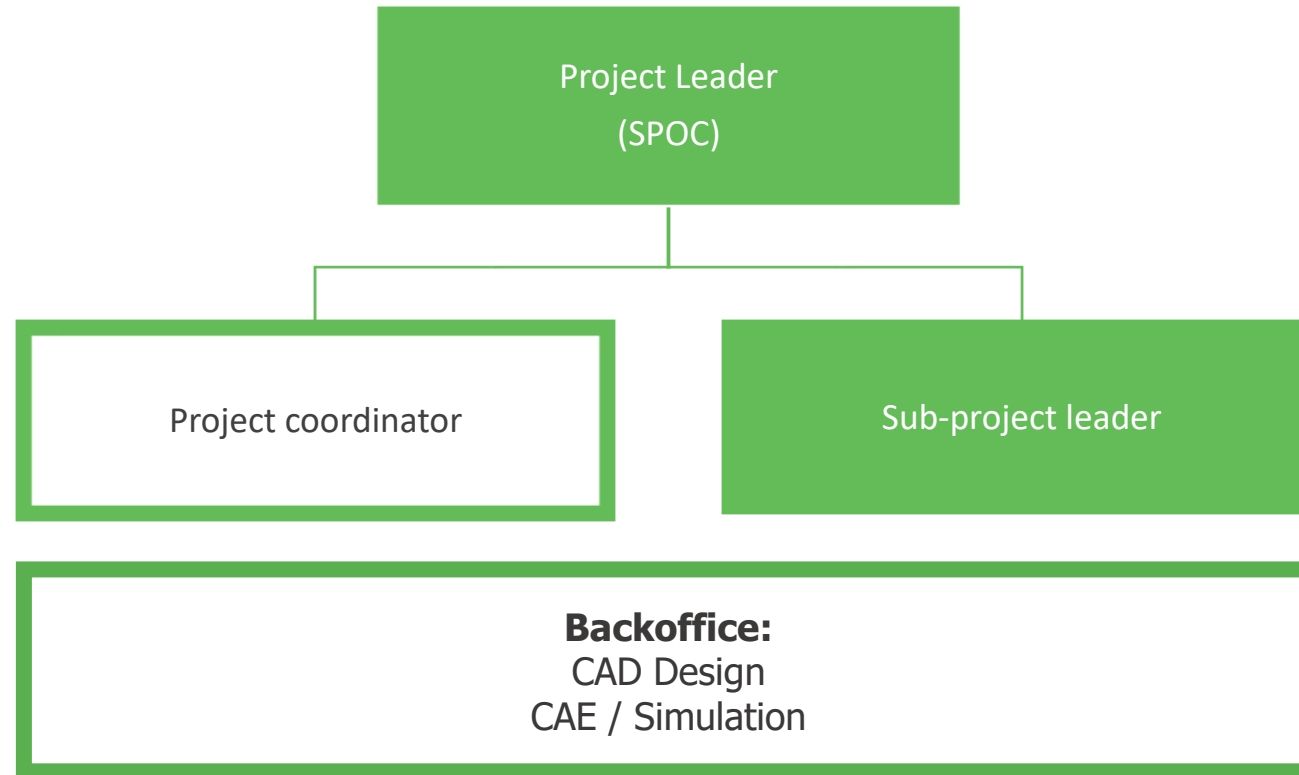 Project Leader
(SPOC)
Project coordinator
Sub-project leader
Backoffice:
CAD Design
CAE / Simulation